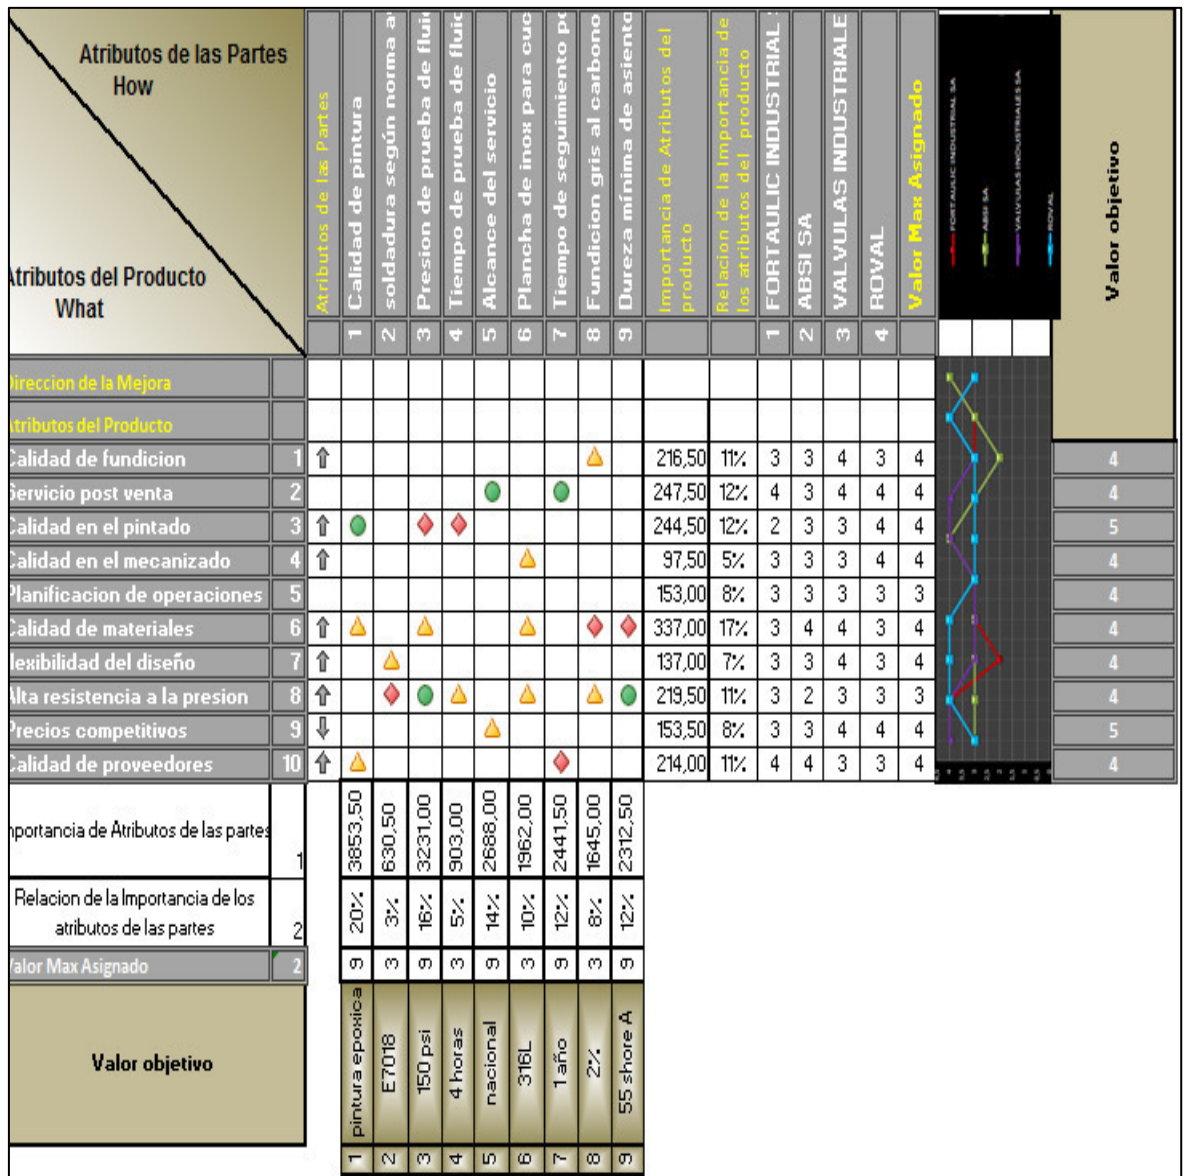 Atributos de las Partes
How
Atributos del Producto
What
Atributos de las Partes
1 Calidad de pintura
2 soldadura según norma a
3 Presion de prueba de fluid
4 Tiempo de prueba de fluid
5 Alcance del servicio
6 Plancha de inox para cuc
7 Tiempo de seguimiento po
8 Fundicion gris al carbono
9 Dureza mínima de asiento
Importancia de Atributos del
producto
Relacion de la Importancia de
los atributos del producto
1 FORTAULIC INDUSTRIAL
2 ABSI SA
3 VALVULAS INDUSTRIALE
4 ROVAL
Valor Max Asignado
FORTAULIC INDUSTRIAL SA
ABSI SA
VALVULAS INDUSTRIALES SA
ROVAL
Valor objetivo
Direccion de la Mejora
Atributos del Producto
Calidad de fundicion 1 ⇑ 216,50 11% 3 3 4 3 4 4
Servicio post venta 2 247,50 12% 4 3 4 4 4 4
Calidad en el pintado 3 ⇑ 244,50 12% 2 3 3 4 4 5
Calidad en el mecanizado 4 ⇑ 97,50 5% 3 3 3 4 4 4
Planificacion de operaciones 5 153,00 8% 3 3 3 3 3 4
Calidad de materiales 6 ⇑ 337,00 17% 3 4 4 3 4 4
lexibilidad del diseño 7 ⇑ 137,00 7% 3 3 4 3 4 4
Alta resistencia a la presion 8 ⇑ 219,50 11% 3 2 3 3 3 4
Precios competitivos 9 ⇓ 153,50 8% 3 3 4 4 4 5
Calidad de proveedores 10 ⇑ 214,00 11% 4 4 3 3 4 4
mportancia de Atributos de las partes 1 3853,50 630,50 3231,00 903,00 2688,00 1962,00 2441,50 1645,00 2312,50
Relacion de la Importancia de los
atributos de las partes 2 20% 3% 16% 5% 14% 10% 12% 8% 12%
Valor Max Asignado 2 9 3 9 3 9 3 9 3 9
Valor objetivo
pintura epoxica
E7018
150 psi
4 horas
nacional
316L
1 año
2%
55 shore A
1 2 3 4 5 6 7 8 9